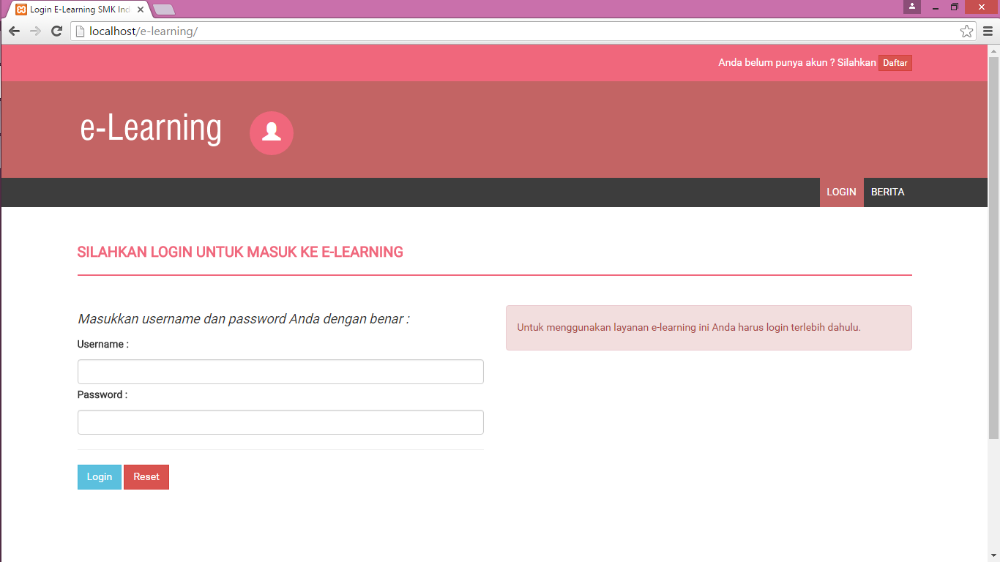 Login E-Learning SMK Ind
localhost/e-learning/
Anda belum punya akun ? Silahkan Daftar
e-Learning
LOGIN BERITA
SILAHKAN LOGIN UNTUK MASUK KE E-LEARNING
Masukkan username dan password Anda dengan benar :
Untuk menggunakan layanan e-learning ini Anda harus login terlebih dahulu.
Username :
Password :
Login Reset